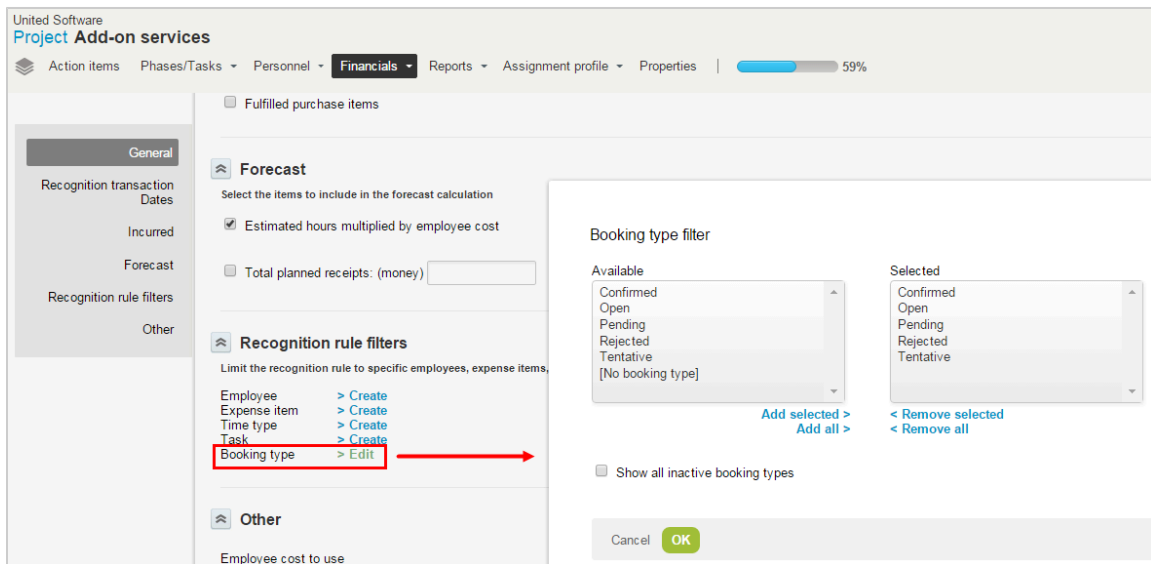 United Software
Project Add-on services
Action items Phases/Tasks Personnel Financials Reports Assignment profile Properties | 59%
Fulfilled purchase items
General
Recognition transaction
Dates
Incurred
Forecast
Recognition rule filters
Other
Forecast
Select the items to include in the forecast calculation
Estimated hours multiplied by employee cost
Total planned receipts: (money)
Recognition rule filters
Limit the recognition rule to specific employees, expense items,
Employee > Create
Expense item > Create
Time type > Create
Task > Create
Booking type > Edit
Other
Employee cost to use
Booking type filter
Available
Confirmed
Open
Pending
Rejected
Tentative
[No booking type]
Add selected >
Add all >
Selected
Confirmed
Open
Pending
Rejected
Tentative
< Remove selected
< Remove all
Show all inactive booking types
Cancel OK